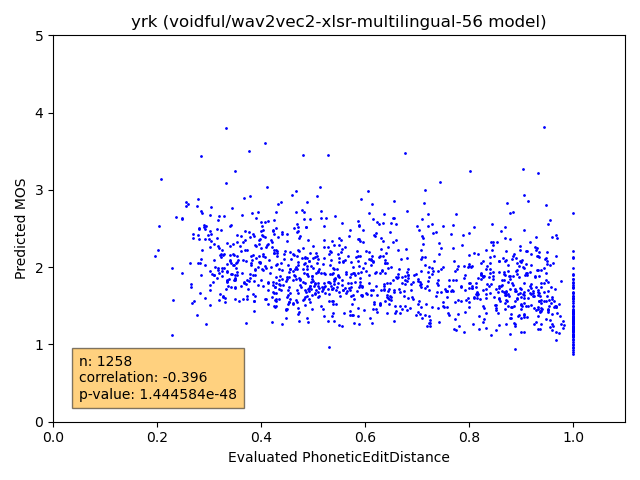 yrk (voidful/wav2vec2-xlsr-multilingual-56 model)
5
4
3
2
1
0
Predicted MOS
n: 1258
correlation: -0.396
p-value: 1.444584e-48
0.0 0.2 0.4 0.6 0.8 1.0
Evaluated PhoneticEditDistance